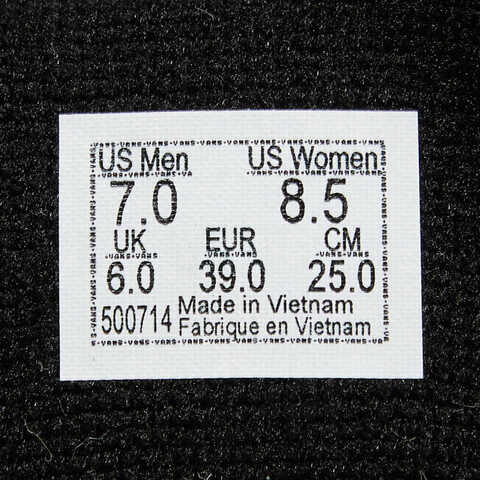 US Men US Women
7.0 8.5
UK EUR CM
6.0 39.0 25.0
500714 Made in Vietnam
Fabrique en Vietnam